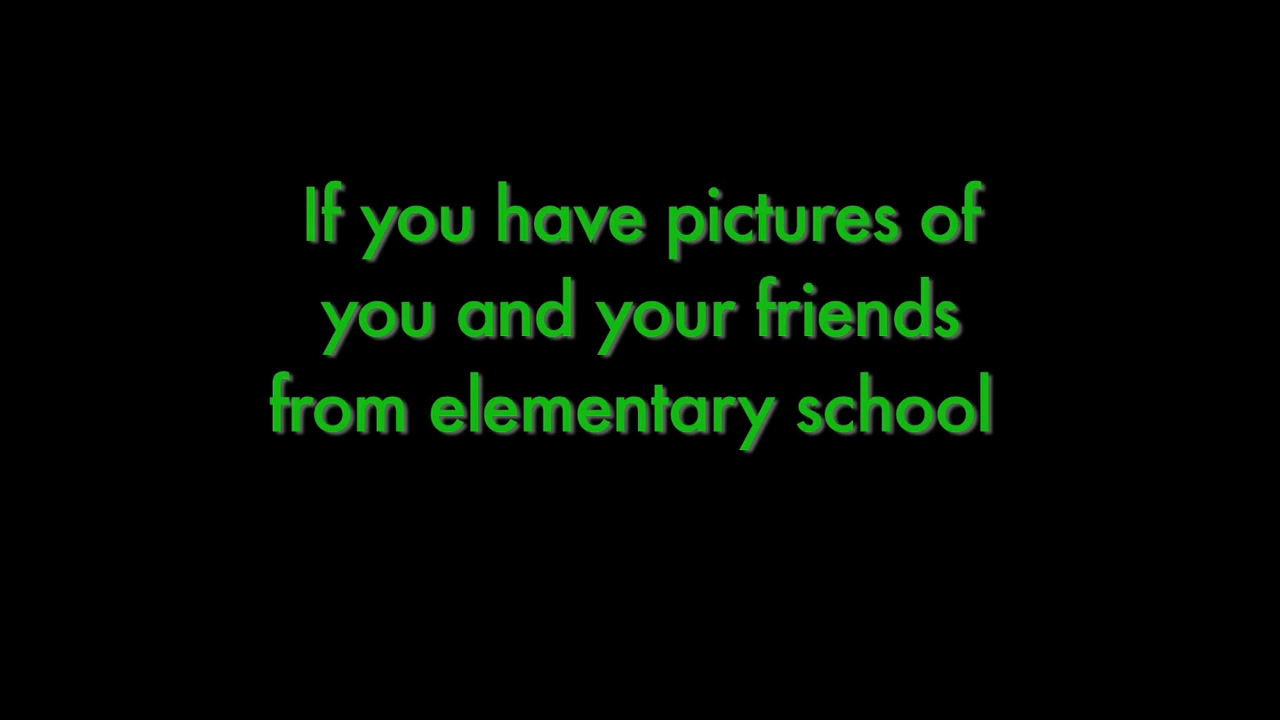 If you have pictures of
you and your friends
from elementary school